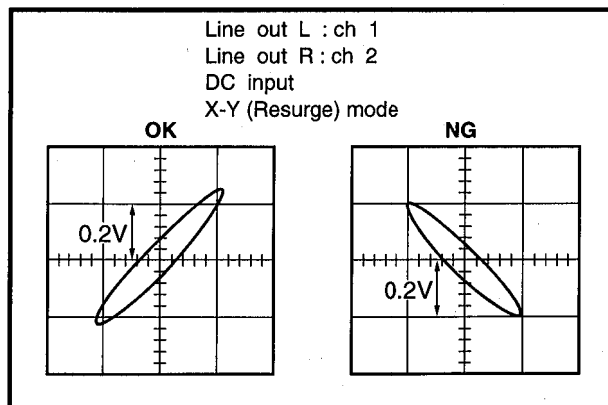 Line out L : ch 1
Line out R : ch 2
DC input
X-Y (Resurge) mode
OK
NG
0.2V
0.2V